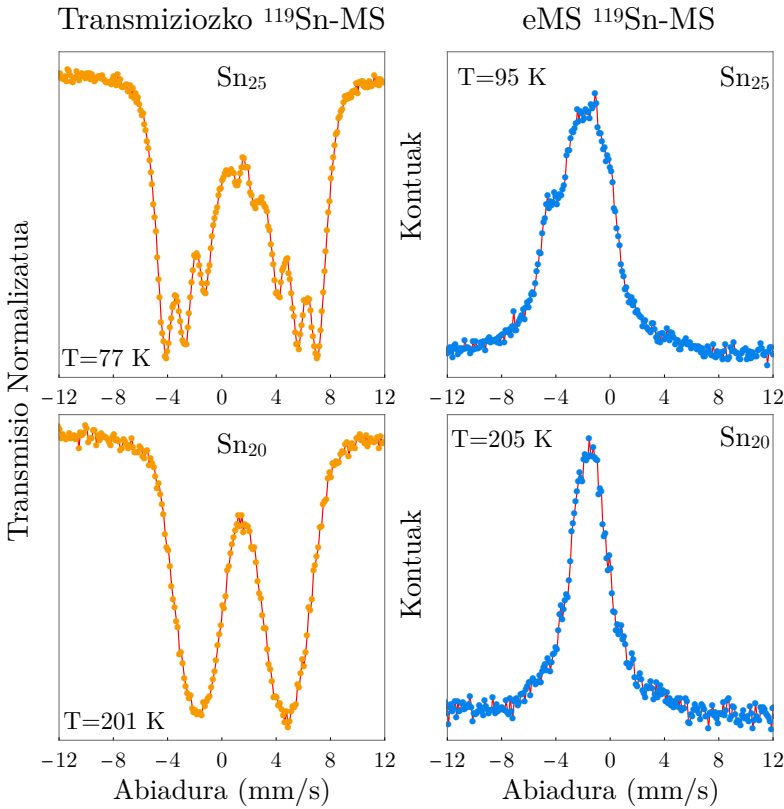 Transmiziozko ¹¹⁹Sn-MS
eMS ¹¹⁹Sn-MS
Sn₂₅
T=77 K
−12 −8 −4 0 4 8 12
T=95 K
Sn₂₅
Kontuak
−12 −8 −4 0 4 8 12
Transmisio Normalizatua
Sn₂₀
T=201 K
−12 −8 −4 0 4 8 12
Abiadura (mm/s)
T=205 K
Sn₂₀
Kontuak
−12 −8 −4 0 4 8 12
Abiadura (mm/s)